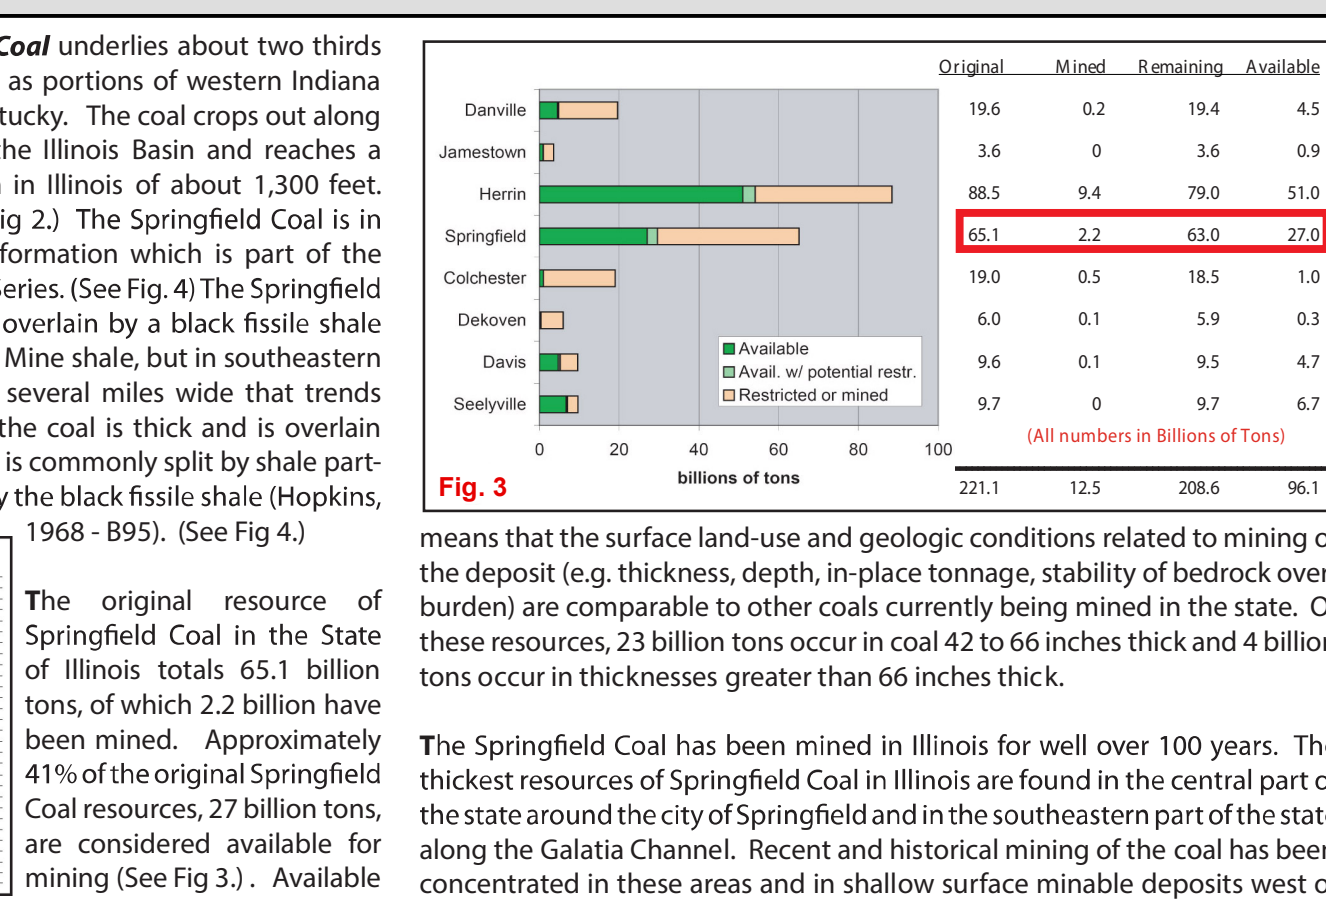 Coal underlies about two thirds
as portions of western Indiana
tucky. The coal crops out along
the Illinois Basin and reaches a
in Illinois of about 1,300 feet.
ig 2.) The Springfield Coal is in
formation which is part of the
Series. (See Fig. 4) The Springfield
overlain by a black fissile shale
Mine shale, but in southeastern
several miles wide that trends
the coal is thick and is overlain
is commonly split by shale part-
y the black fissile shale (Hopkins,
1968 - B95). (See Fig 4.)
The original resource of
Springfield Coal in the State
of Illinois totals 65.1 billion
tons, of which 2.2 billion have
been mined. Approximately
41% of the original Springfield
Coal resources, 27 billion tons,
are considered available for
mining (See Fig 3.) . Available
Original Mined Remaining Available
Danville 19.6 0.2 19.4 4.5
Jamestown 3.6 0 3.6 0.9
Herrin 88.5 9.4 79.0 51.0
Springfield 65.1 2.2 63.0 27.0
Colchester 19.0 0.5 18.5 1.0
Dekoven 6.0 0.1 5.9 0.3
Davis 9.6 0.1 9.5 4.7
Seelyville 9.7 0 9.7 6.7
Available
Avail. w/ potential restr.
Restricted or mined
(All numbers in Billions of Tons)
0 20 40 60 80 100
billions of tons
Fig. 3
221.1 12.5 208.6 96.1
means that the surface land-use and geologic conditions related to mining o
the deposit (e.g. thickness, depth, in-place tonnage, stability of bedrock over
burden) are comparable to other coals currently being mined in the state. O
these resources, 23 billion tons occur in coal 42 to 66 inches thick and 4 billion
tons occur in thicknesses greater than 66 inches thick.
The Springfield Coal has been mined in Illinois for well over 100 years. The
thickest resources of Springfield Coal in Illinois are found in the central part o
the state around the city of Springfield and in the southeastern part of the state
along the Galatia Channel. Recent and historical mining of the coal has been
concentrated in these areas and in shallow surface minable deposits west o